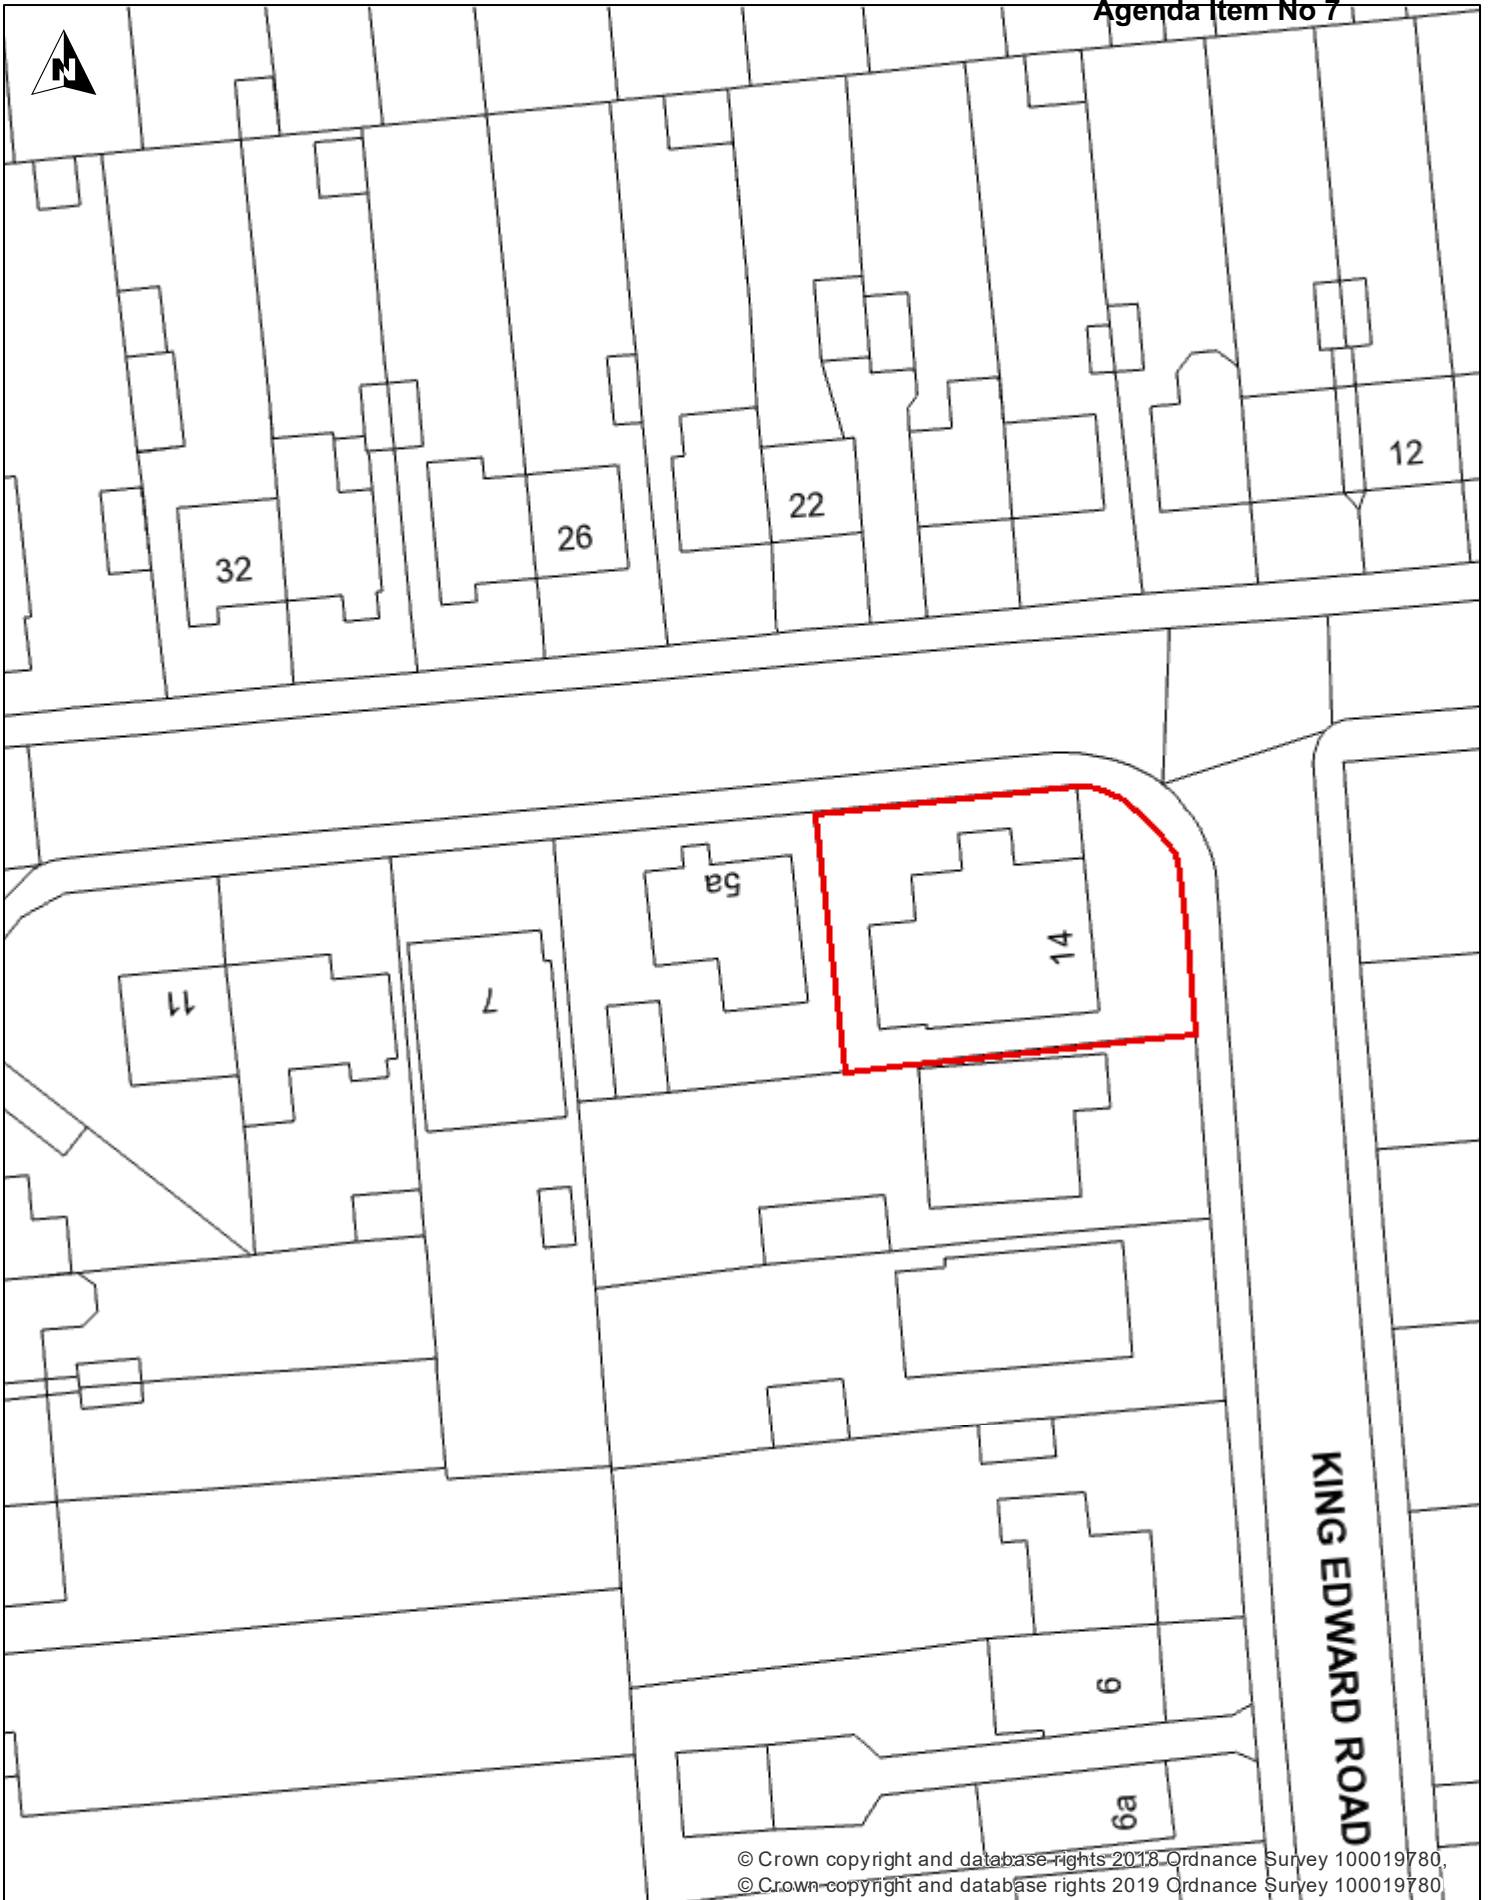 Agenda Item No 7
N
12
22
26
32
5a
14
11
7
KING EDWARD ROAD
6
6a
© Crown copyright and database rights 2018 Ordnance Survey 100019780,
© Crown copyright and database rights 2019 Ordnance Survey 100019780